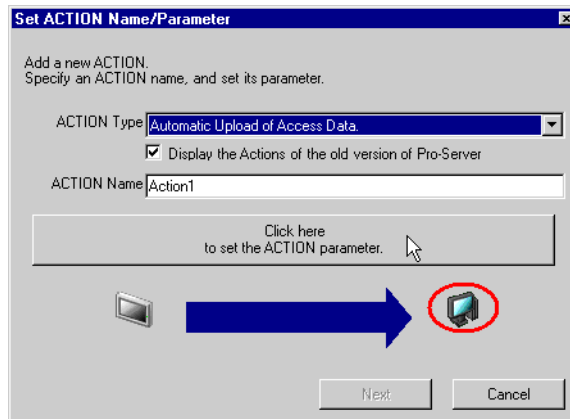 Set ACTION Name/Parameter
Add a new ACTION.
Specify an ACTION name, and set its parameter.
ACTION Type Automatic Upload of Access Data.
Display the Actions of the old version of Pro-Server
ACTION Name Action1
Click here
to set the ACTION parameter.
Next Cancel